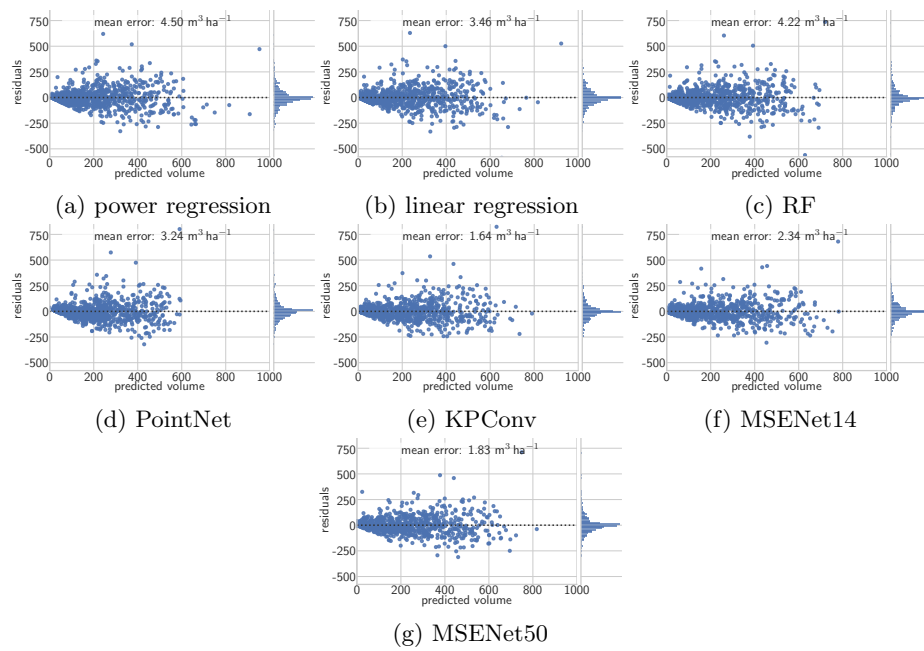 mean error: 4.50 m³ ha⁻¹
750
500
250
0
-250
-500
residuals
0 200 400 600 800 1000
predicted volume
(a) power regression
mean error: 3.46 m³ ha⁻¹
750
500
250
0
-250
-500
residuals
0 200 400 600 800 1000
predicted volume
(b) linear regression
mean error: 4.22 m³ ha⁻¹
750
500
250
0
-250
-500
residuals
0 200 400 600 800 1000
predicted volume
(c) RF
mean error: 3.24 m³ ha⁻¹
750
500
250
0
-250
-500
residuals
0 200 400 600 800 1000
predicted volume
(d) PointNet
mean error: 1.64 m³ ha⁻¹
750
500
250
0
-250
-500
residuals
0 200 400 600 800 1000
predicted volume
(e) KPConv
mean error: 2.34 m³ ha⁻¹
750
500
250
0
-250
-500
residuals
0 200 400 600 800 1000
predicted volume
(f) MSENet14
mean error: 1.83 m³ ha⁻¹
750
500
250
0
-250
-500
residuals
0 200 400 600 800 1000
predicted volume
(g) MSENet50